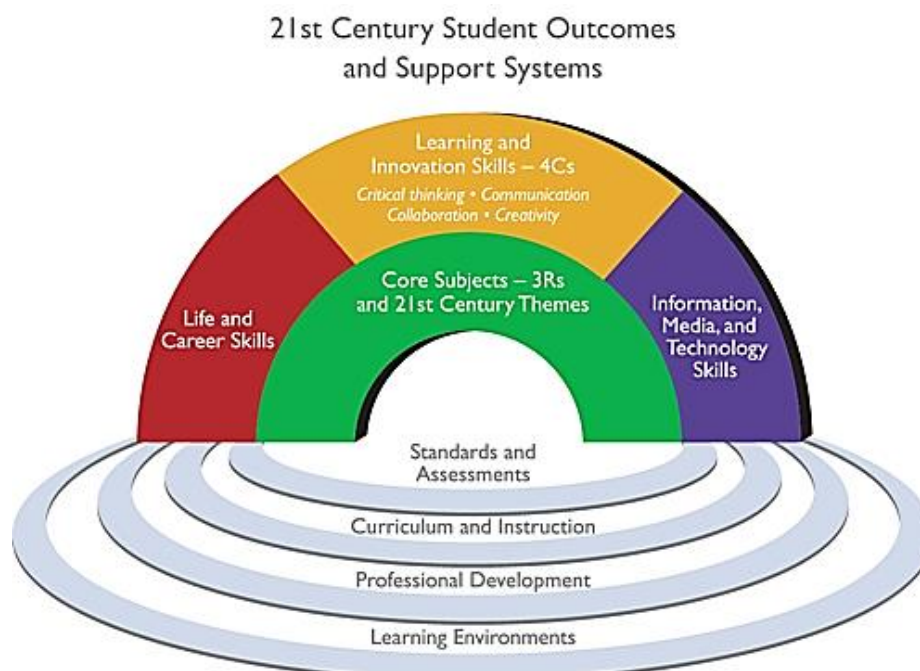 21st Century Student Outcomes
and Support Systems
Learning and
Innovation Skills – 4Cs
Critical thinking • Communication
Collaboration • Creativity
Core Subjects – 3Rs
and 21st Century Themes
Life and
Career Skills
Information,
Media, and
Technology
Skills
Standards and
Assessments
Curriculum and Instruction
Professional Development
Learning Environments